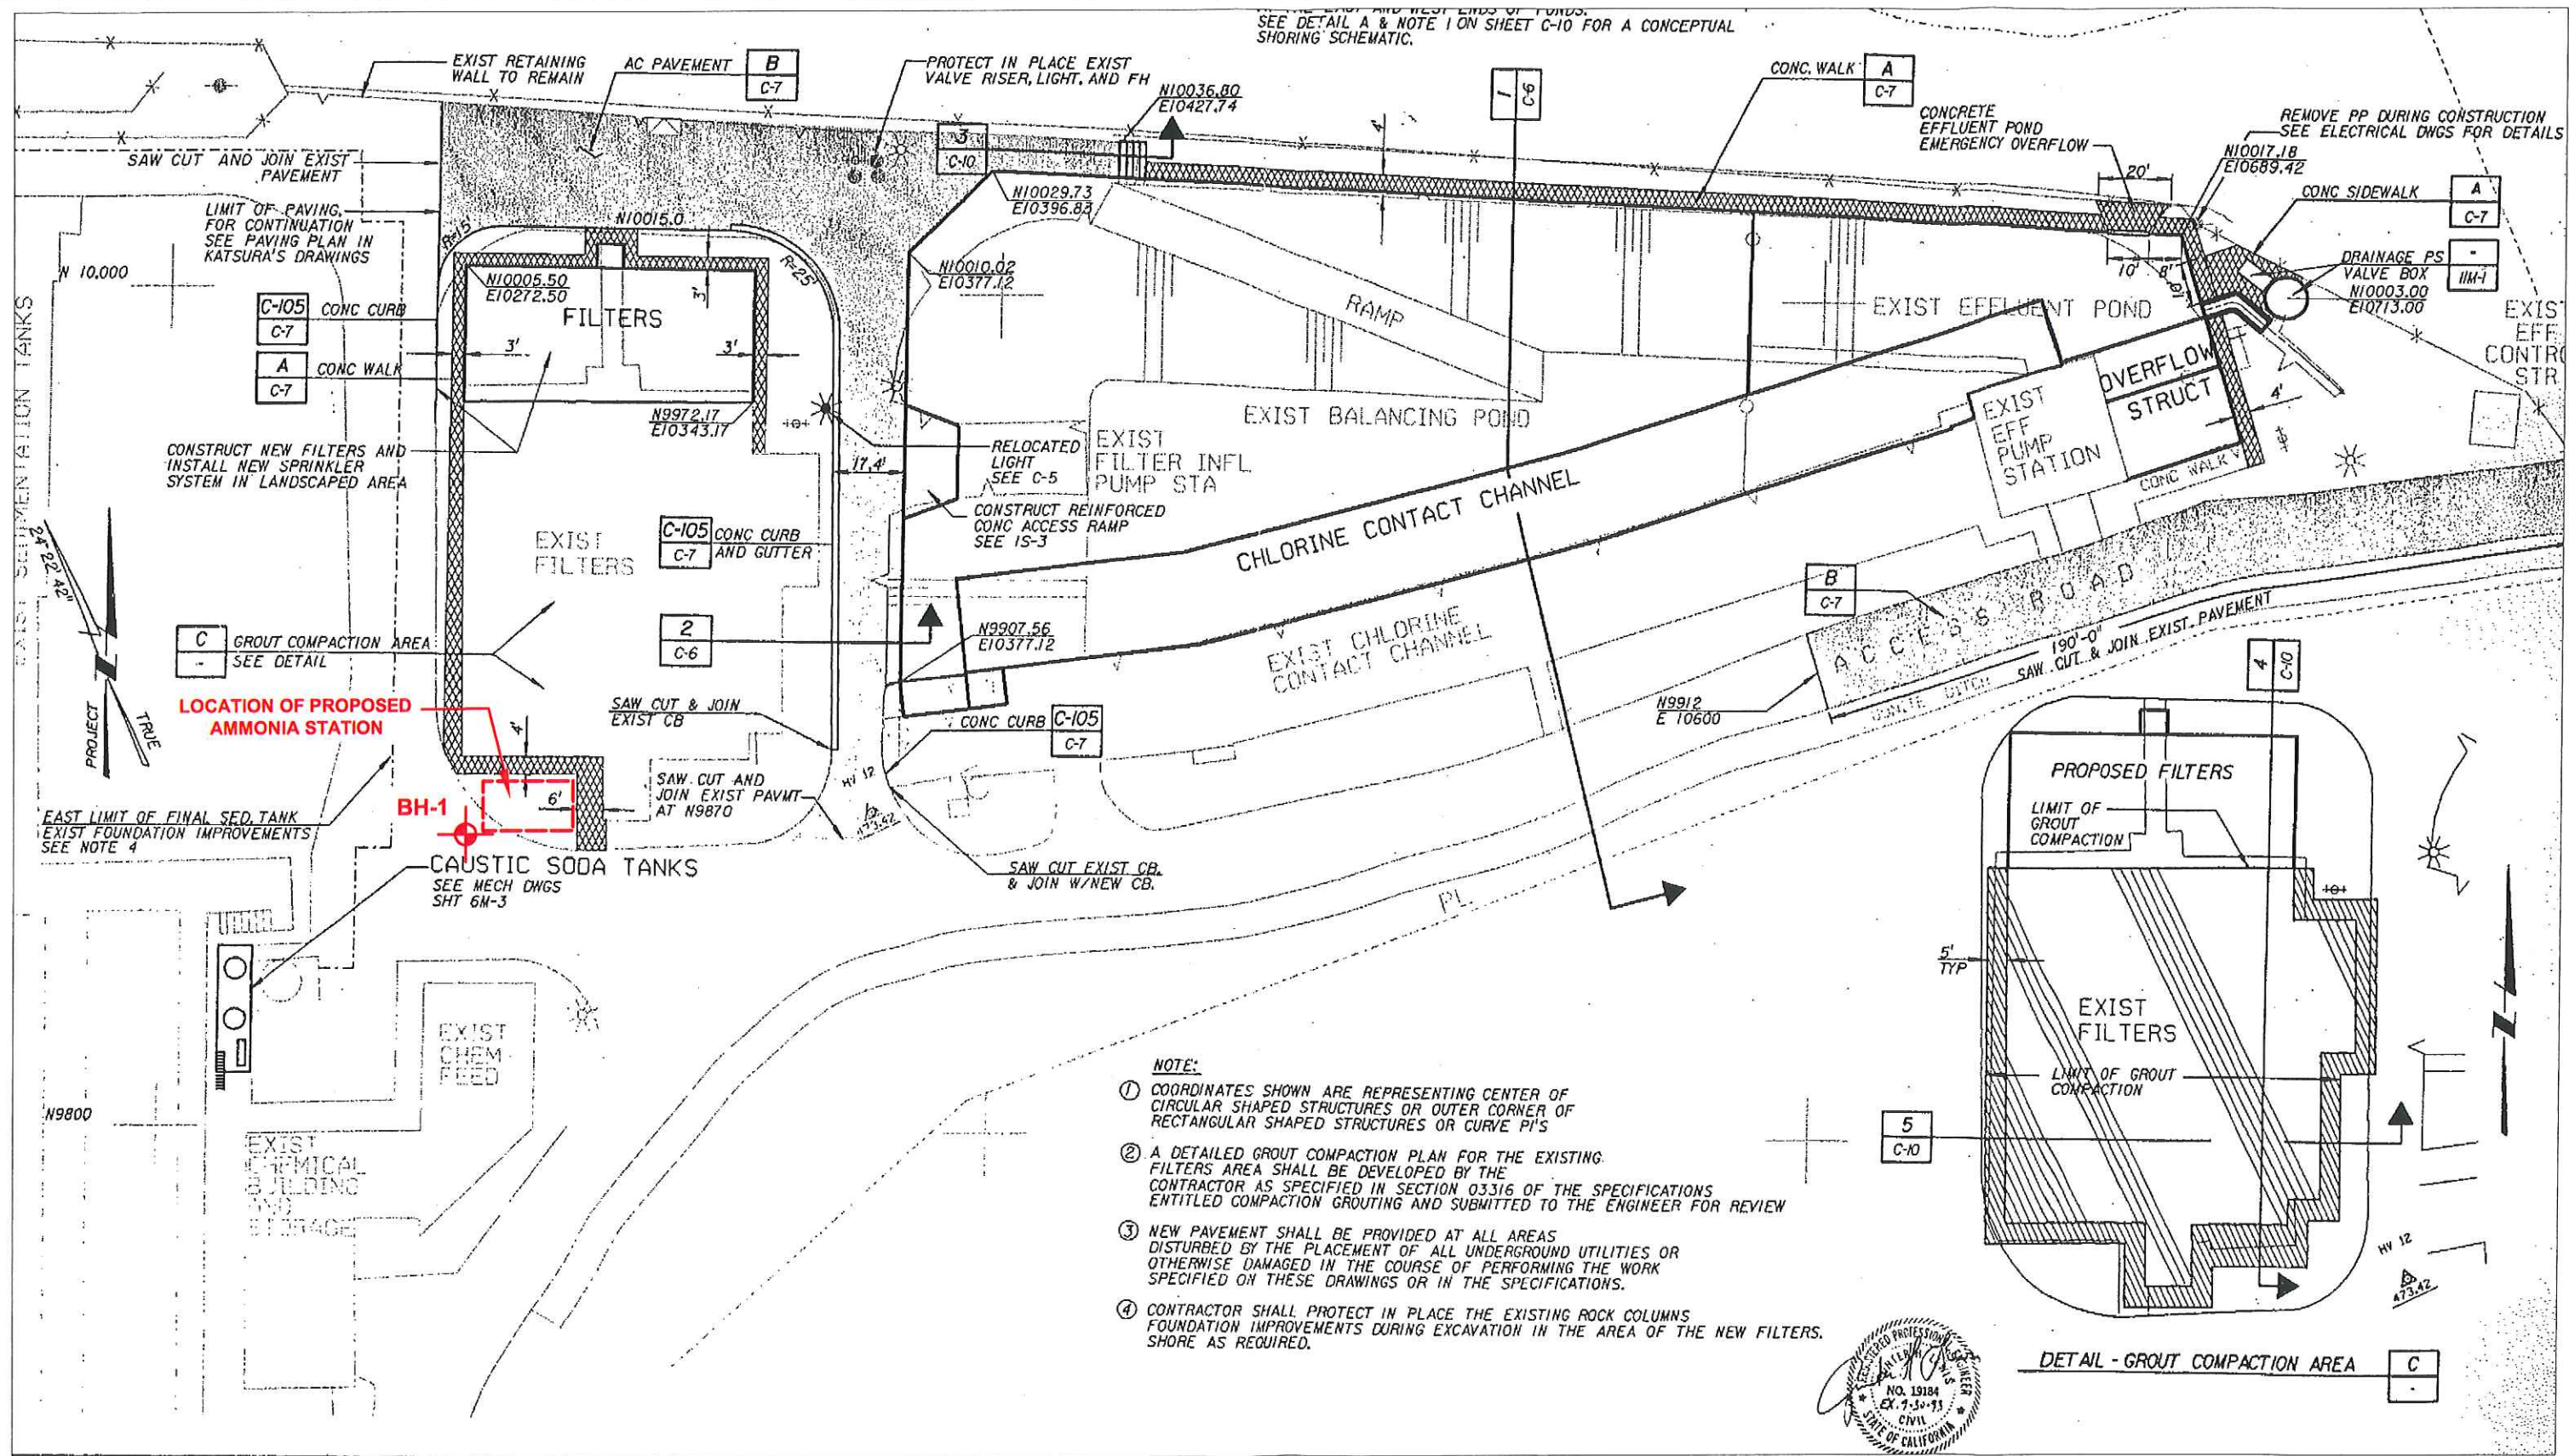 SEE DETAIL A & NOTE 1 ON SHEET C-10 FOR A CONCEPTUAL
SHORING SCHEMATIC.
EXIST RETAINING
WALL TO REMAIN
AC PAVEMENT
B
C-7
PROTECT IN PLACE EXIST
VALVE RISER, LIGHT, AND FH
N10036.80
E10427.74
1
C-6
CONC. WALK
A
C-7
CONCRETE
EFFLUENT POND
EMERGENCY OVERFLOW
REMOVE PP DURING CONSTRUCTION
SEE ELECTRICAL DWGS FOR DETAILS
N10017.18
E10689.42
20'
CONC SIDEWALK
A
C-7
SAW CUT AND JOIN EXIST
PAVEMENT
3
C-10
4'
N10029.73
E10396.83
LIMIT OF PAVING,
FOR CONTINUATION
SEE PAVING PLAN IN
KATSURA'S DRAWINGS
R=15'
N10015.0
R=25'
N 10,000
N10005.50
E10272.50
3'
N10010.02
E10377.12
RAMP
EXIST EFFLUENT POND
10'
8'
DRAINAGE PS
VALVE BOX
N10003.00
E10713.00
-
11M-1
EXIST
EFF
CONTRO
STR
C-105
C-7
CONC CURB
FILTERS
3'
3'
A
C-7
CONC WALK
N9972.17
E10343.17
EXIST BALANCING POND
OVERFLOW
STRUCT
4'
EXIST
EFF
PUMP
STATION
CONC WALK
CONSTRUCT NEW FILTERS AND
INSTALL NEW SPRINKLER
SYSTEM IN LANDSCAPED AREA
17.4'
RELOCATED
LIGHT
SEE C-5
EXIST
FILTER INFL
PUMP STA
CONSTRUCT REINFORCED
CONC ACCESS RAMP
SEE 1S-3
CHLORINE CONTACT CHANNEL
EXIST SEDIMENTATION TANKS
24° 22' 42"
PROJECT
TRUE
EXIST
FILTERS
C-105
C-7
CONC CURB
AND GUTTER
B
C-7
ACCESS ROAD
190'-0"
SAW CUT & JOIN EXIST. PAVEMENT
C
-
GROUT COMPACTION AREA
SEE DETAIL
2
C-6
N9907.56
E10377.12
EXIST CHLORINE
CONTACT CHANNEL
LOCATION OF PROPOSED
AMMONIA STATION
SAW CUT & JOIN
EXIST CB
CONC CURB
C-105
C-7
N9912
E 10600
DITCH
4
C-10
4'
6'
BH-1
SAW CUT AND
JOIN EXIST PAVMT
AT N9870
HV 12
473.42
EAST LIMIT OF FINAL SED. TANK
EXIST FOUNDATION IMPROVEMENTS
SEE NOTE 4
CAUSTIC SODA TANKS
SEE MECH DWGS
SHT 6M-3
SAW CUT EXIST CB.
& JOIN W/NEW CB.
PL
PROPOSED FILTERS
LIMIT OF
GROUT
COMPACTION
5'
TYP
EXIST
FILTERS
LIMIT OF GROUT
COMPACTION
5
C-10
HV 12
473.42
EXIST
CHEM
FEED
N9800
EXIST
CHEMICAL
BUILDING
AND
STORAGE
NOTE:
① COORDINATES SHOWN ARE REPRESENTING CENTER OF
CIRCULAR SHAPED STRUCTURES OR OUTER CORNER OF
RECTANGULAR SHAPED STRUCTURES OR CURVE PI'S
② A DETAILED GROUT COMPACTION PLAN FOR THE EXISTING
FILTERS AREA SHALL BE DEVELOPED BY THE
CONTRACTOR AS SPECIFIED IN SECTION 03316 OF THE SPECIFICATIONS
ENTITLED COMPACTION GROUTING AND SUBMITTED TO THE ENGINEER FOR REVIEW
③ NEW PAVEMENT SHALL BE PROVIDED AT ALL AREAS
DISTURBED BY THE PLACEMENT OF ALL UNDERGROUND UTILITIES OR
OTHERWISE DAMAGED IN THE COURSE OF PERFORMING THE WORK
SPECIFIED ON THESE DRAWINGS OR IN THE SPECIFICATIONS.
④ CONTRACTOR SHALL PROTECT IN PLACE THE EXISTING ROCK COLUMNS
FOUNDATION IMPROVEMENTS DURING EXCAVATION IN THE AREA OF THE NEW FILTERS.
SHORE AS REQUIRED.
REGISTERED PROFESSIONAL ENGINEER
NO. 19184
EX. 9-30-93
CIVIL
STATE OF CALIFORNIA
DETAIL - GROUT COMPACTION AREA
C
-